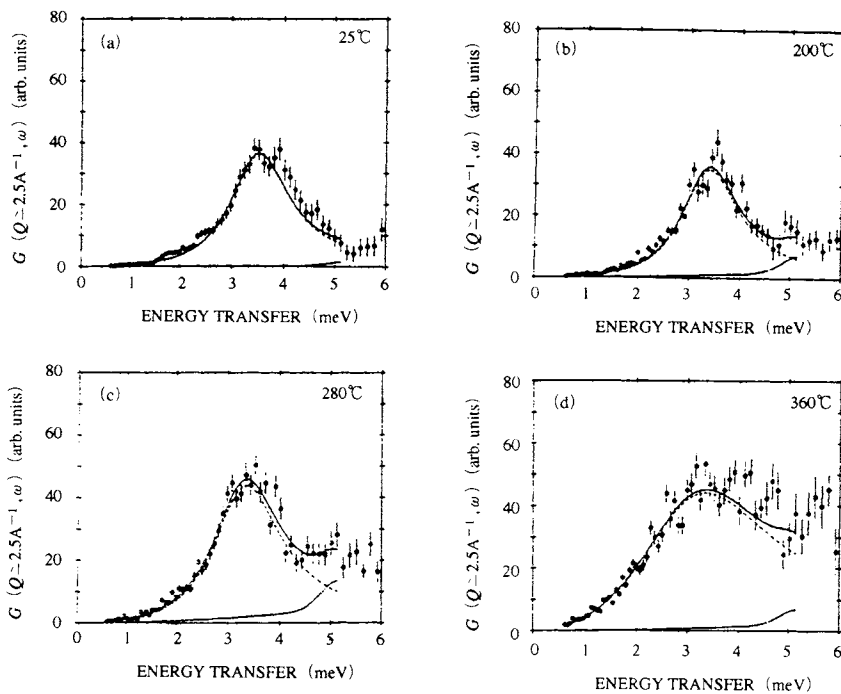 (a) 25℃
80
60
40
20
0
0 1 2 3 4 5 6
G (Q≃2.5A⁻¹, ω) (arb. units)
ENERGY TRANSFER (meV)
(b) 200℃
80
60
40
20
0
0 1 2 3 4 5 6
G (Q≃2.5A⁻¹, ω) (arb. units)
ENERGY TRANSFER (meV)
(c) 280℃
80
60
40
20
0
0 1 2 3 4 5 6
G (Q≃2.5A⁻¹, ω) (arb. units)
ENERGY TRANSFER (meV)
(d) 360℃
80
60
40
20
0
0 1 2 3 4 5 6
G (Q≃2.5A⁻¹, ω) (arb. units)
ENERGY TRANSFER (meV)